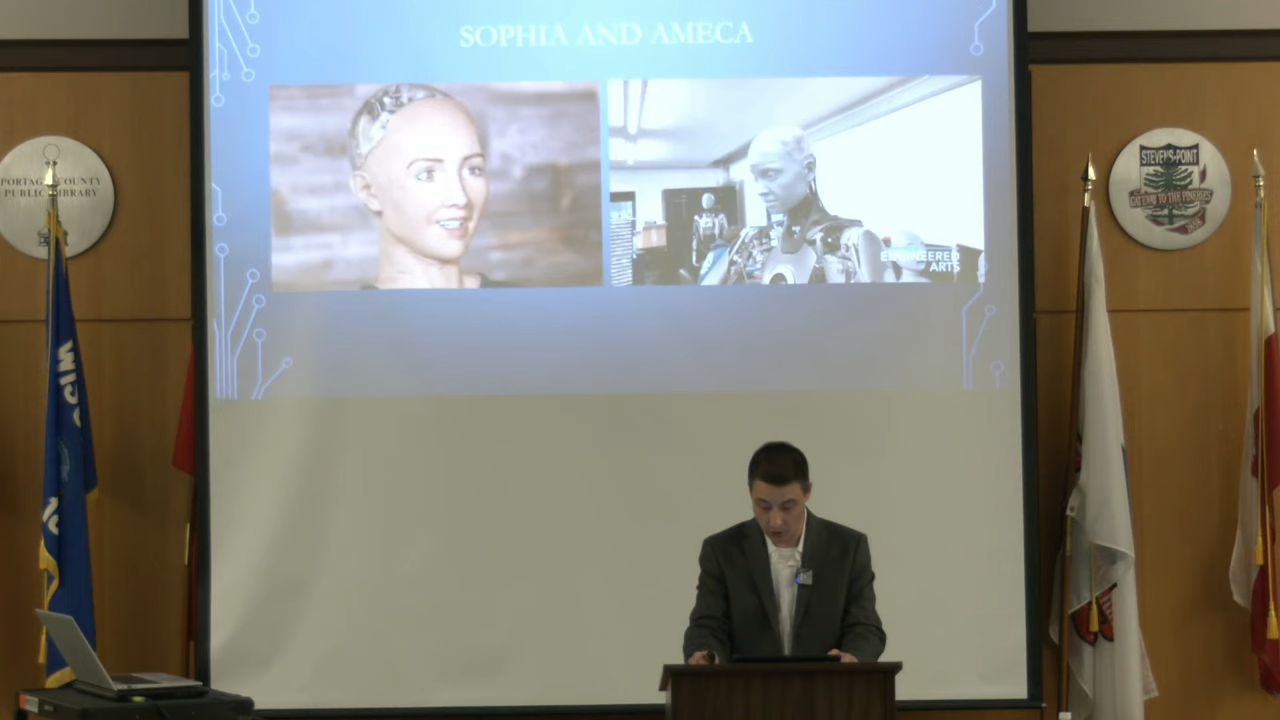 SOPHIA AND AMECA
PORTAGE COUNTY
PUBLIC LIBRARY
STEVENS-POINT
GATEWAY TO THE PINERIES
ENGINEERED
ARTS